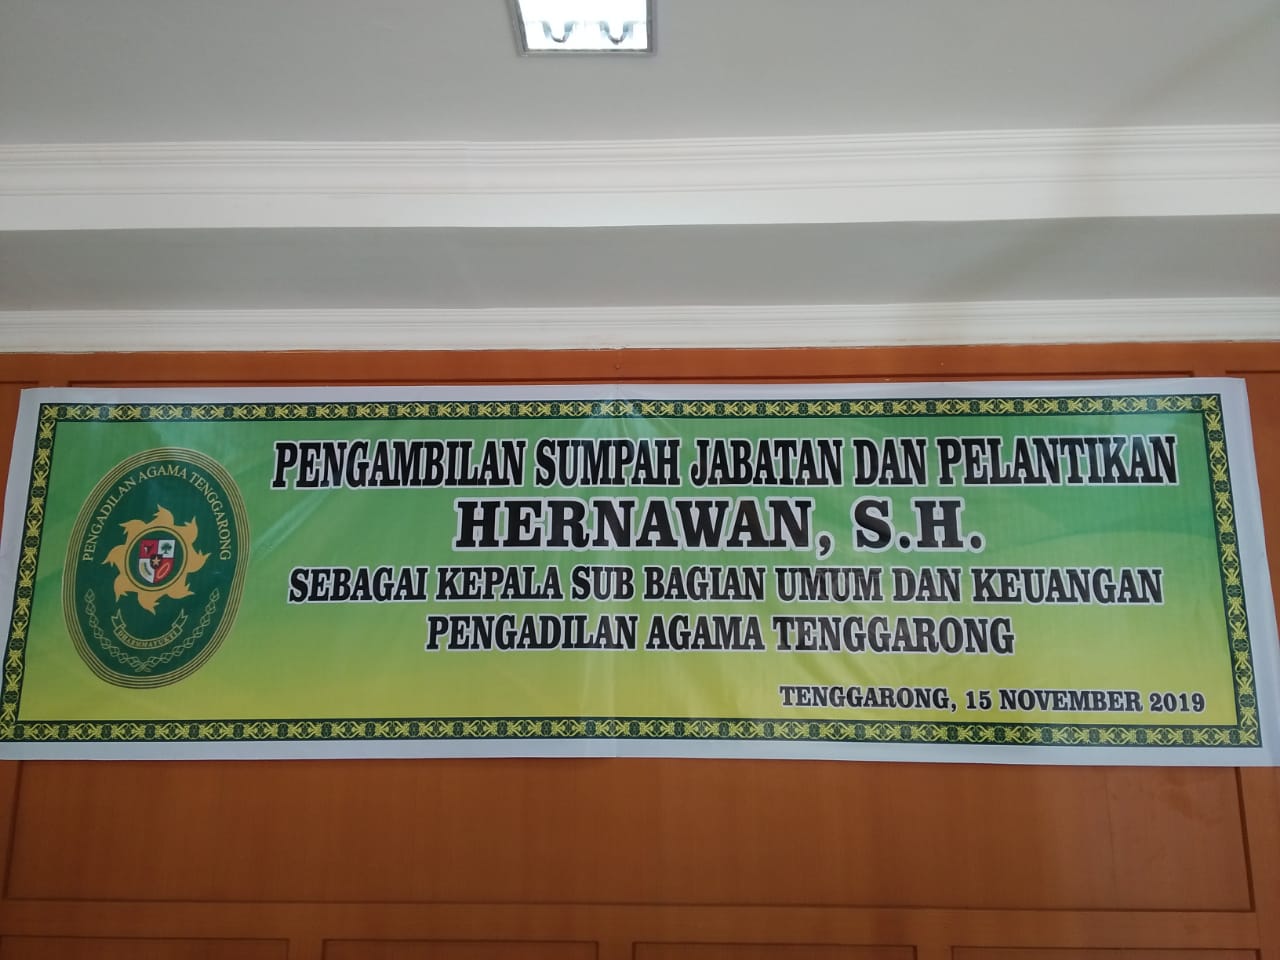 PENGAMBILAN SUMPAH JABATAN DAN PELANTIKAN
HERNAWAN, S.H.
SEBAGAI KEPALA SUB BAGIAN UMUM DAN KEUANGAN
PENGADILAN AGAMA TENGGARONG
TENGGARONG, 15 NOVEMBER 2019
PENGADILAN AGAMA TENGGARONG
DHARMMAYUKTI